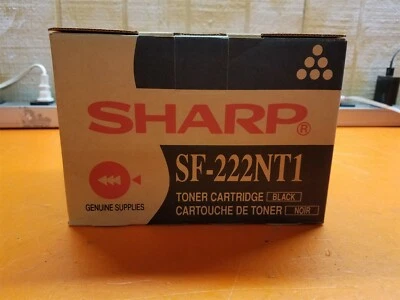 SHARP®
SF-222NT1
TONER CARTRIDGE BLACK
CARTOUCHE DE TONER NOIR
GENUINE SUPPLIES